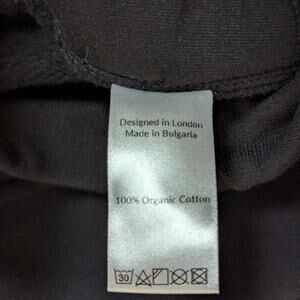 Designed in London
Made in Bulgaria
100% Organic Cotton
30